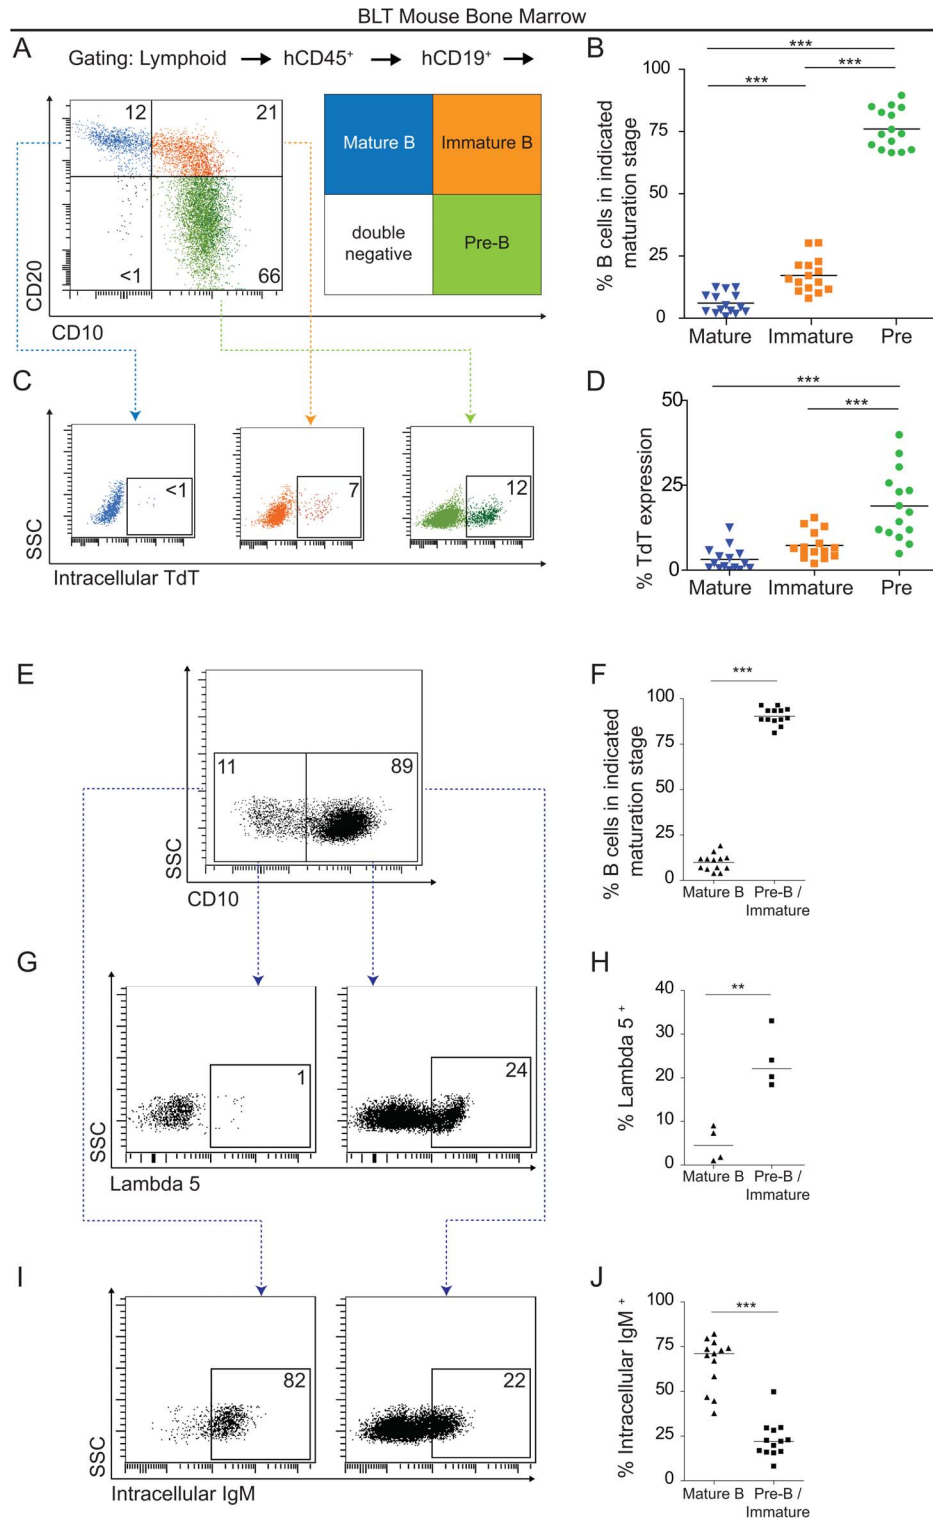 BLT Mouse Bone Marrow
A
Gating: Lymphoid hCD45+ hCD19+
12 21
<1 66
CD20
CD10
Mature B Immature B
double
negative
Pre-B
B
% B cells in indicated
maturation stage
100
75
50
25
0
*** 
***
***
Mature Immature Pre
C
<1
7
12
SSC
Intracellular TdT
D
% TdT expression
50
25
0
***
***
Mature Immature Pre
E
11 89
SSC
CD10
F
% B cells in indicated
maturation stage
100
75
50
25
0
***
Mature B Pre-B /
Immature
G
1
24
SSC
Lambda 5
H
% Lambda 5 +
40
30
20
10
0
**
Mature B Pre-B /
Immature
I
82
22
SSC
Intracellular IgM
J
% Intracellular IgM +
100
75
50
25
0
***
Mature B Pre-B /
Immature